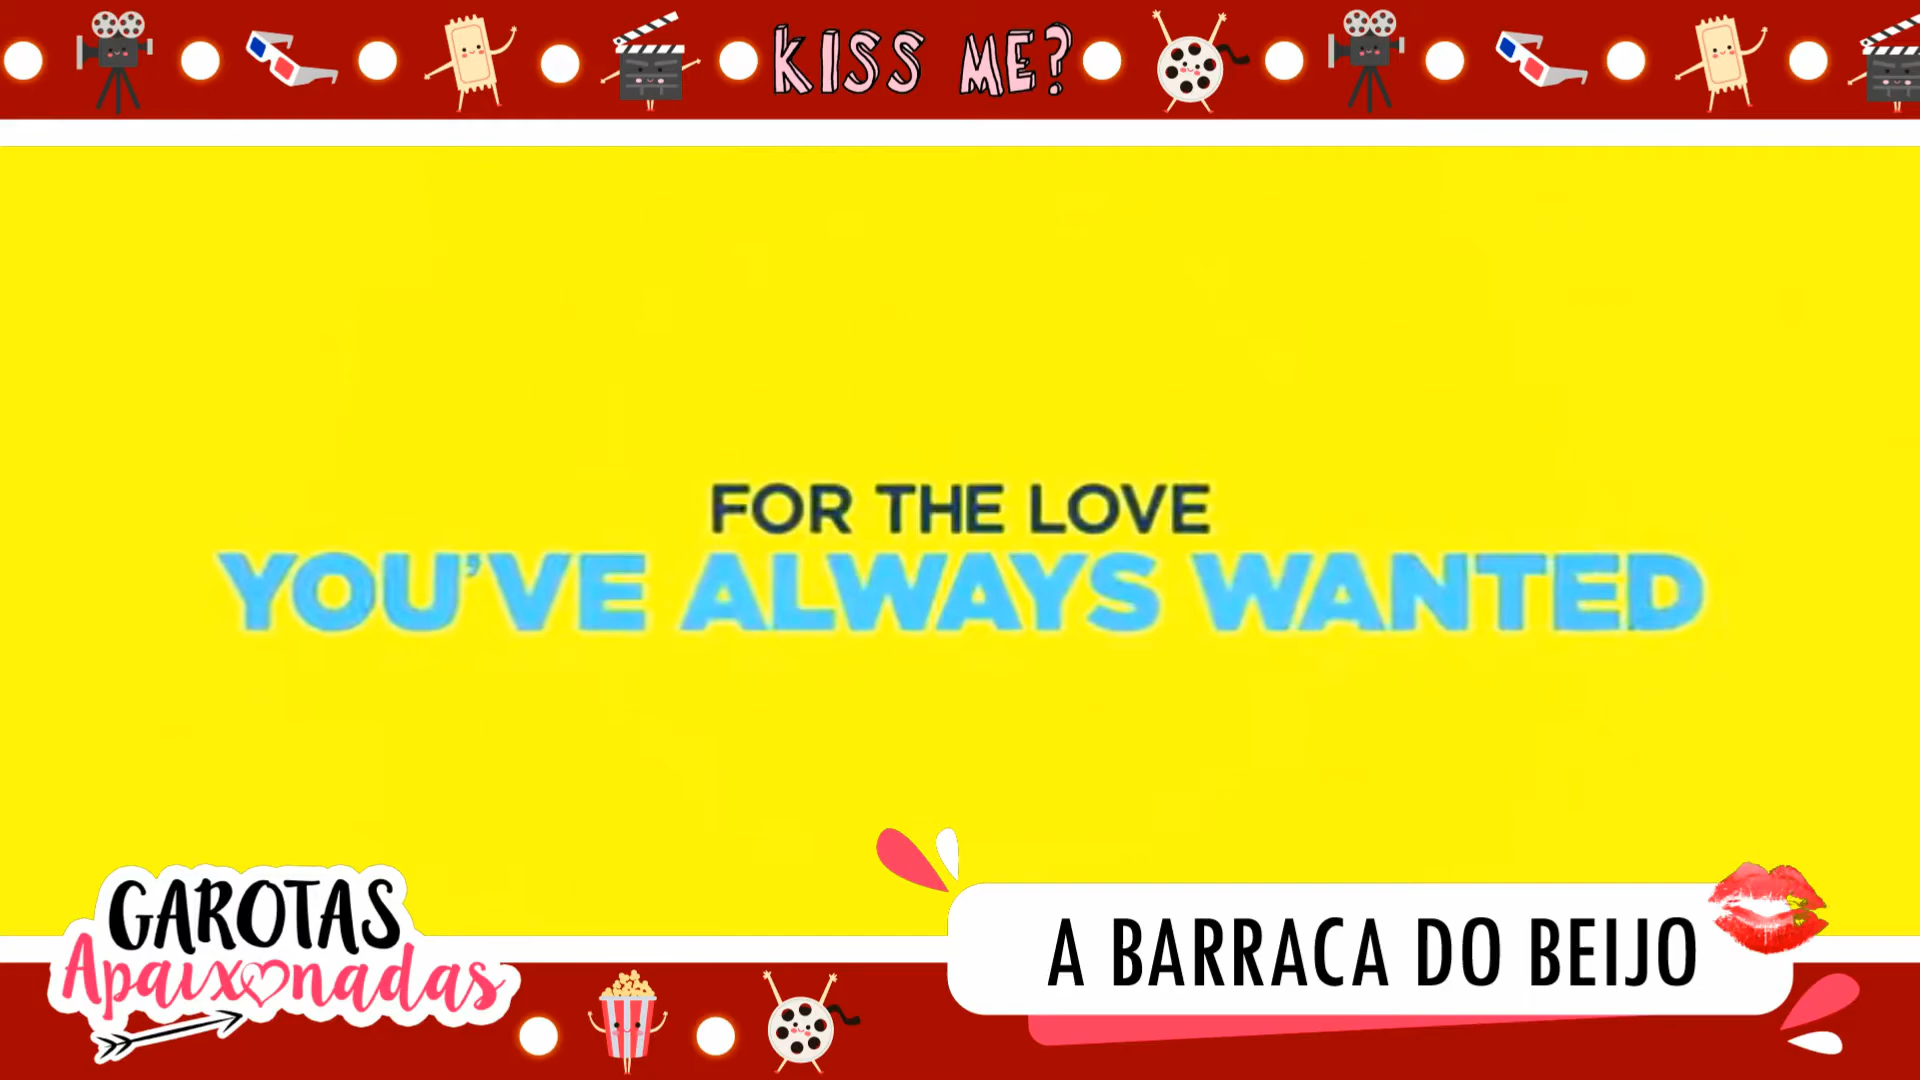 KISS ME?
FOR THE LOVE
YOU'VE ALWAYS WANTED
GAROTAS
Apaixonadas
A BARRACA DO BEIJO